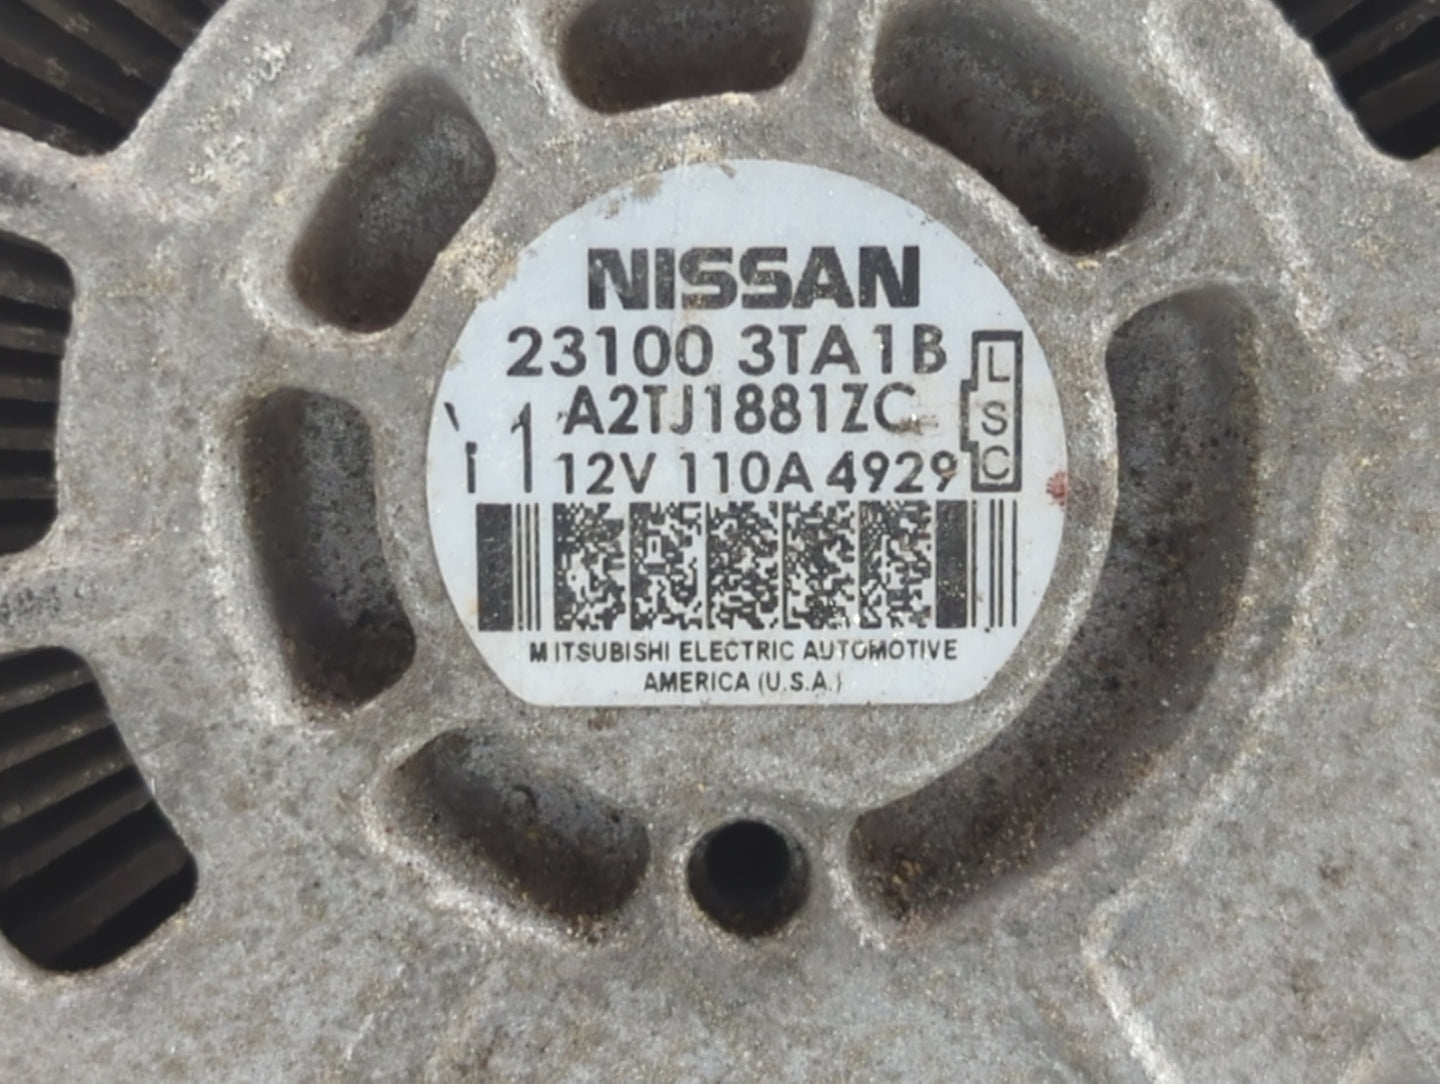 NISSAN
23100 3TA1B
A2TJ1881ZC
12V 110A 4929
L
S
C
MITSUBISHI ELECTRIC AUTOMOTIVE
AMERICA (U.S.A.)